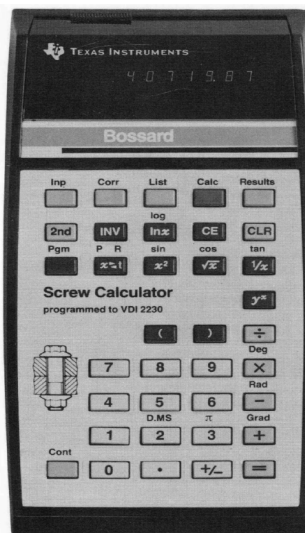 TEXAS INSTRUMENTS
40719.87
Bossard
Inp Corr List Calc Results
log
2nd INV lnx CE CLR
Pgm P R sin cos tan
x⇌t x² √x 1/x
Screw Calculator
programmed to VDI 2230
yˣ
( ) ÷
Deg
7 8 9 ×
Rad
4 5 6 −
D.MS π Grad
1 2 3 +
Cont
0 . +/− =